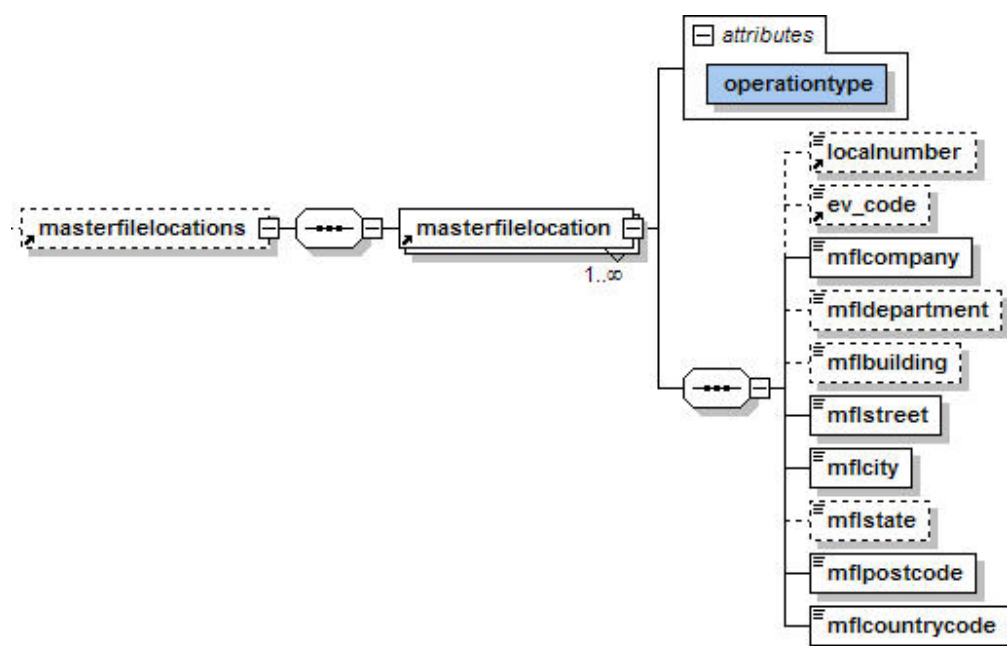 attributes
operationtype
localnumber
ev_code
masterfilelocations
masterfilelocation
1..∞
mflcompany
mfldepartment
mflbuilding
mflstreet
mflcity
mflstate
mflpostcode
mflcountrycode